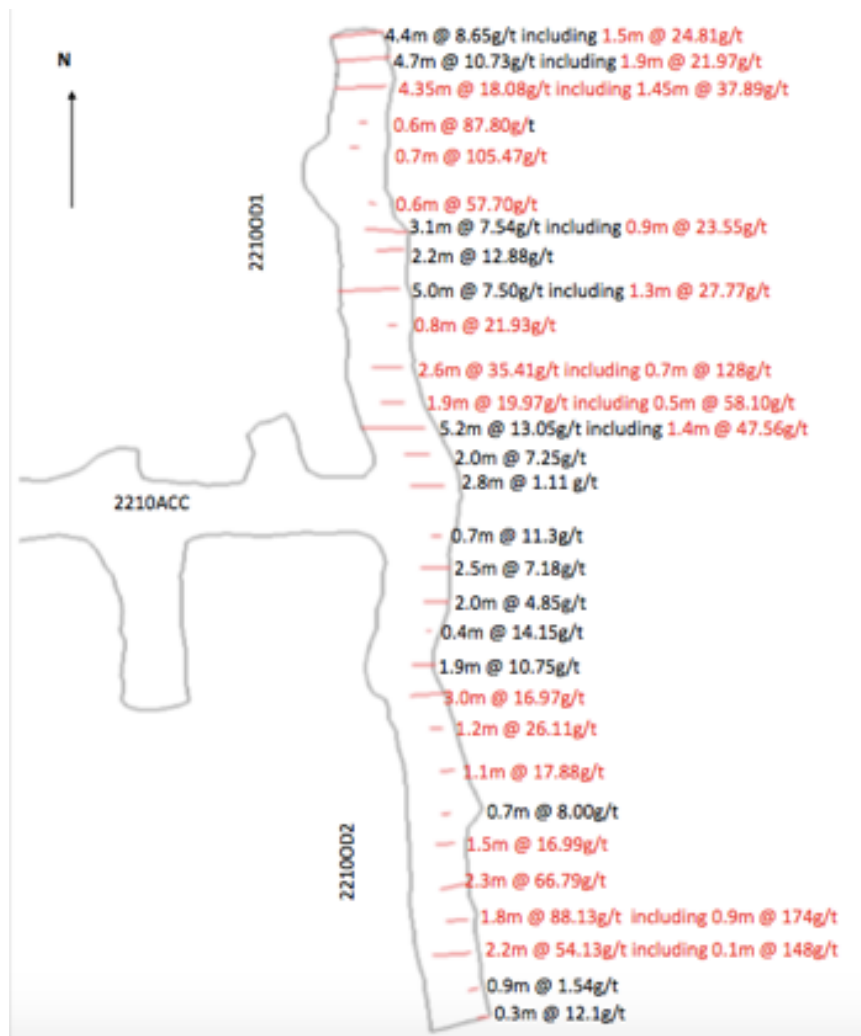 4.4m @ 8.65g/t including 1.5m @ 24.81g/t
N
4.7m @ 10.73g/t including 1.9m @ 21.97g/t
4.35m @ 18.08g/t including 1.45m @ 37.89g/t
0.6m @ 87.80g/t
0.7m @ 105.47g/t
0.6m @ 57.70g/t
2210OD1
3.1m @ 7.54g/t including 0.9m @ 23.55g/t
2.2m @ 12.88g/t
5.0m @ 7.50g/t including 1.3m @ 27.77g/t
0.8m @ 21.93g/t
2.6m @ 35.41g/t including 0.7m @ 128g/t
1.9m @ 19.97g/t including 0.5m @ 58.10g/t
5.2m @ 13.05g/t including 1.4m @ 47.56g/t
2.0m @ 7.25g/t
2.8m @ 1.11 g/t
2210ACC
0.7m @ 11.3g/t
2.5m @ 7.18g/t
2.0m @ 4.85g/t
0.4m @ 14.15g/t
1.9m @ 10.75g/t
3.0m @ 16.97g/t
1.2m @ 26.11g/t
1.1m @ 17.88g/t
0.7m @ 8.00g/t
1.5m @ 16.99g/t
2210OD2
2.3m @ 66.79g/t
1.8m @ 88.13g/t including 0.9m @ 174g/t
2.2m @ 54.13g/t including 0.1m @ 148g/t
0.9m @ 1.54g/t
0.3m @ 12.1g/t